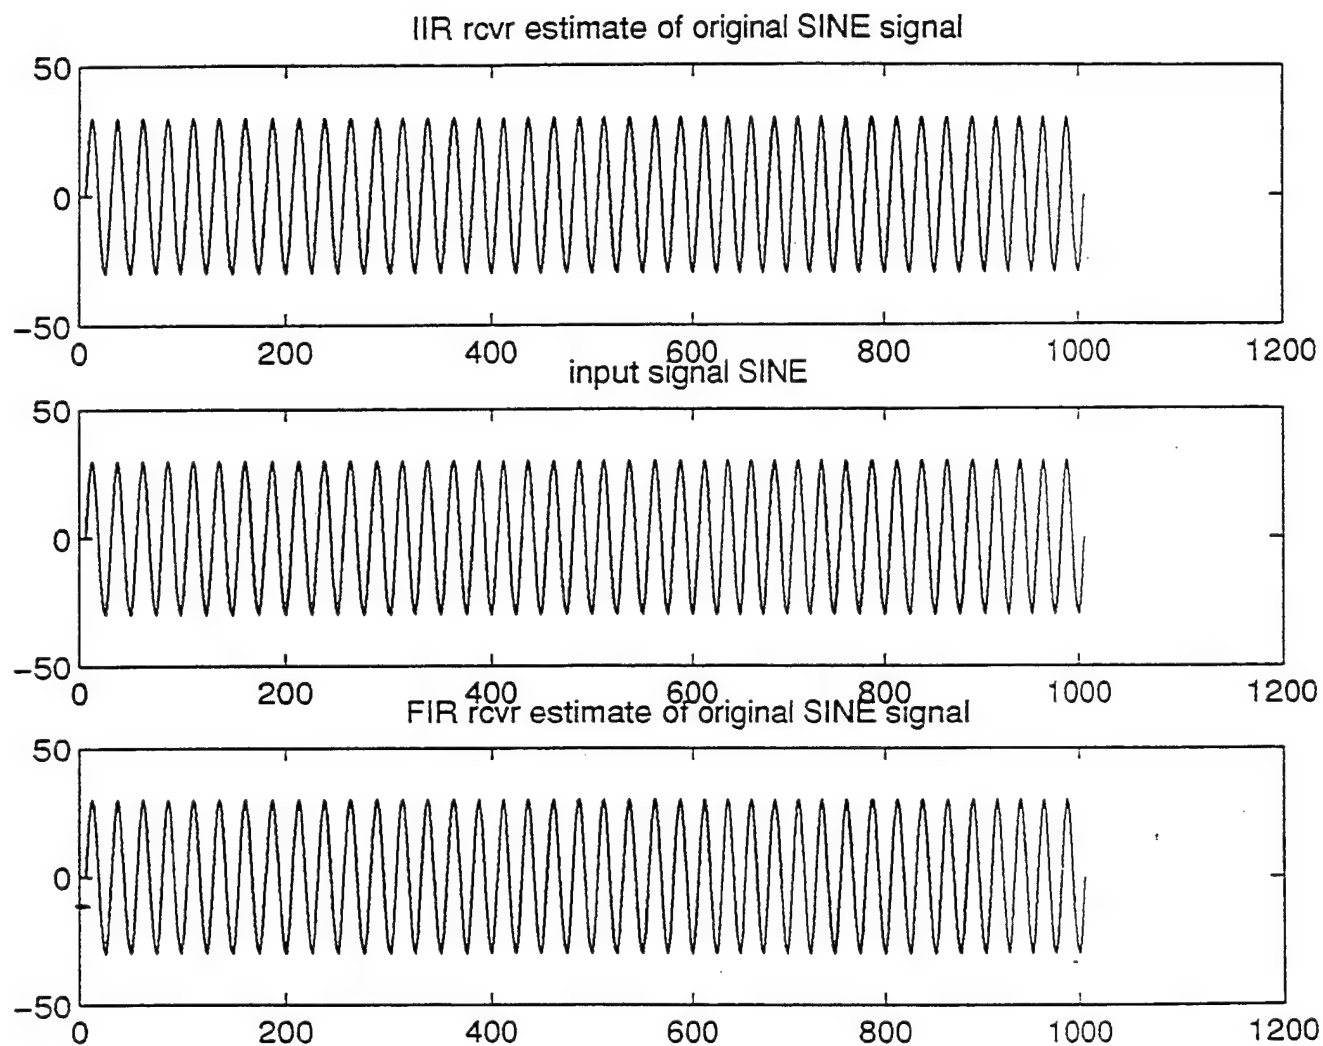 IIR rcvr estimate of original SINE signal
50
0
-50
0 200 400 600 800 1000 1200
input signal SINE
50
0
-50
0 200 400 600 800 1000 1200
FIR rcvr estimate of original SINE signal
50
0
-50
0 200 400 600 800 1000 1200